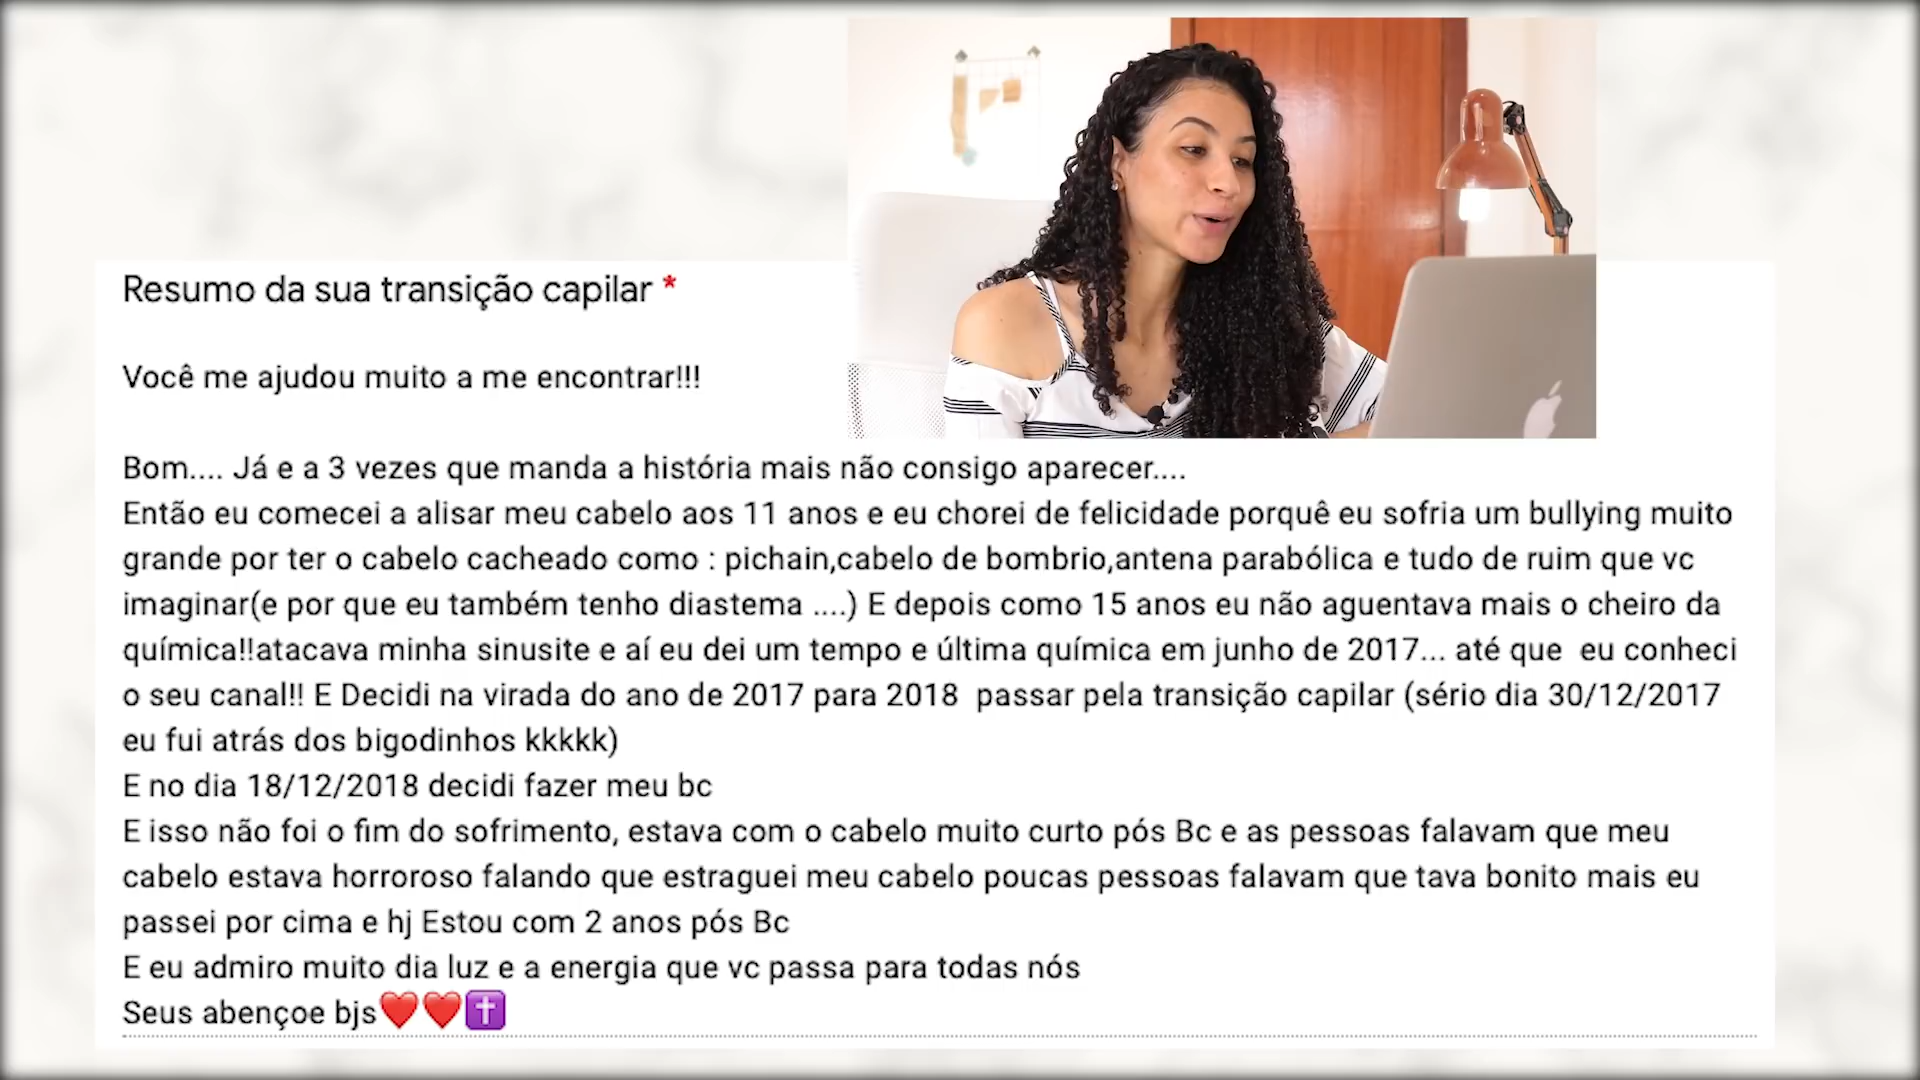 Resumo da sua transição capilar *
Você me ajudou muito a me encontrar!!!
Bom.... Já e a 3 vezes que manda a história mais não consigo aparecer....
Então eu comecei a alisar meu cabelo aos 11 anos e eu chorei de felicidade porquê eu sofria um bullying muito
grande por ter o cabelo cacheado como : pichain,cabelo de bombrio,antena parabólica e tudo de ruim que vc
imaginar(e por que eu também tenho diastema ....) E depois como 15 anos eu não aguentava mais o cheiro da
química!!atacava minha sinusite e aí eu dei um tempo e última química em junho de 2017... até que  eu conheci
o seu canal!! E Decidi na virada do ano de 2017 para 2018  passar pela transição capilar (sério dia 30/12/2017
eu fui atrás dos bigodinhos kkkkk)
E no dia 18/12/2018 decidi fazer meu bc
E isso não foi o fim do sofrimento, estava com o cabelo muito curto pós Bc e as pessoas falavam que meu
cabelo estava horroroso falando que estraguei meu cabelo poucas pessoas falavam que tava bonito mais eu
passei por cima e hj Estou com 2 anos pós Bc
E eu admiro muito dia luz e a energia que vc passa para todas nós
Seus abençoe bjs❤️❤️✝️